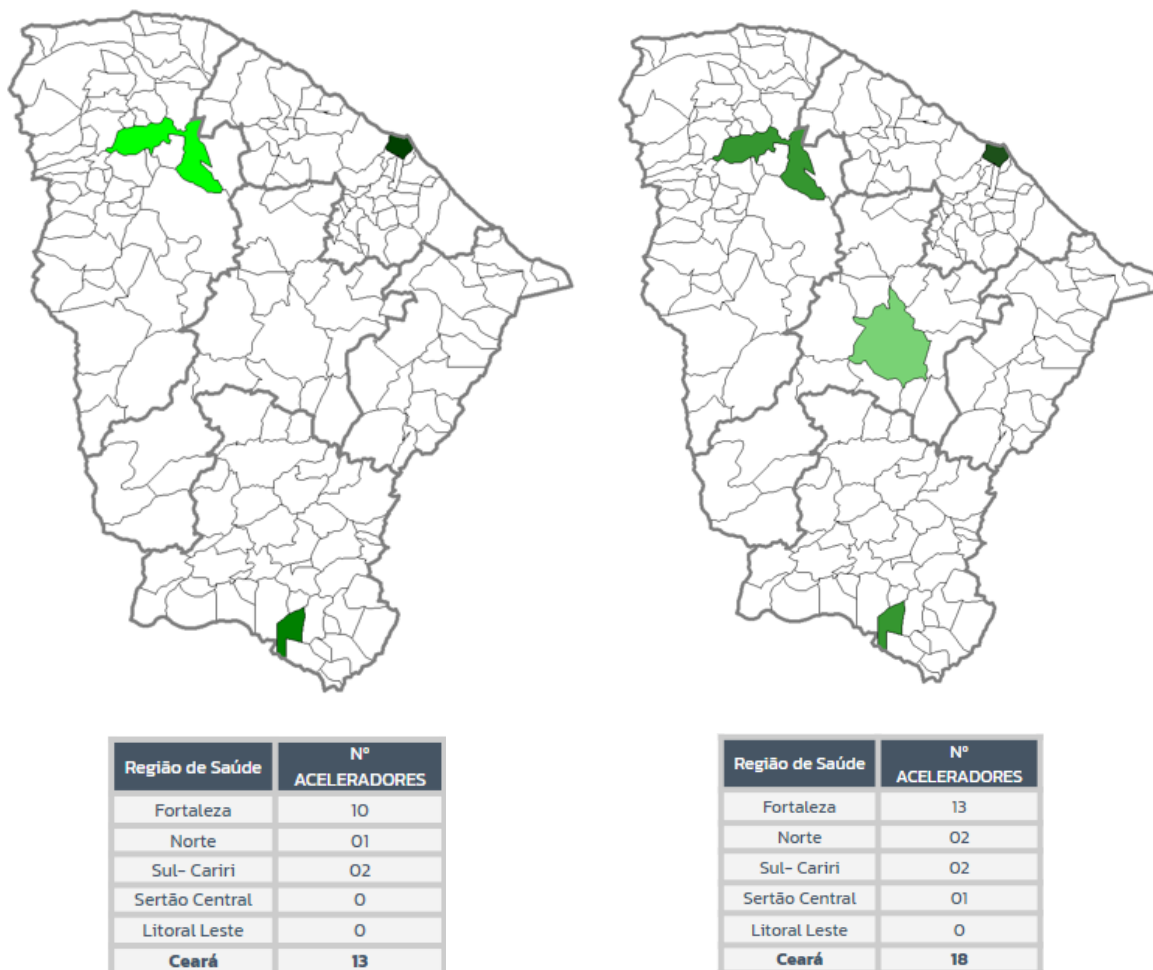 Região de Saúde Nº ACELERADORES
Fortaleza 10
Norte 01
Sul- Cariri 02
Sertão Central 0
Litoral Leste 0
Ceará 13
Região de Saúde Nº ACELERADORES
Fortaleza 13
Norte 02
Sul- Cariri 02
Sertão Central 01
Litoral Leste 0
Ceará 18